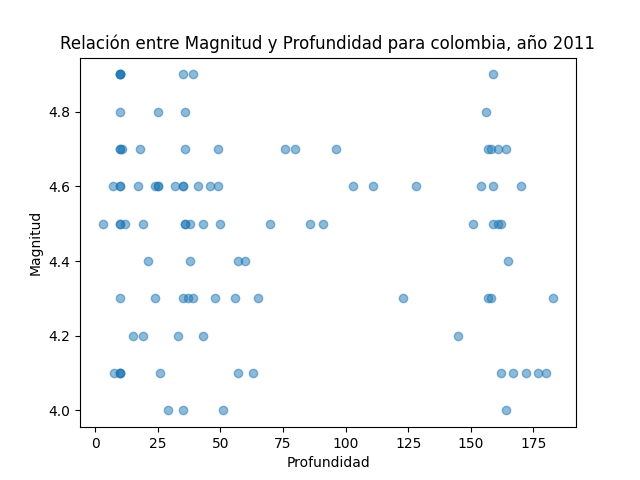 Relación entre Magnitud y Profundidad para colombia, año 2011
4.8
4.6
4.4
4.2
4.0
Magnitud
0 25 50 75 100 125 150 175
Profundidad